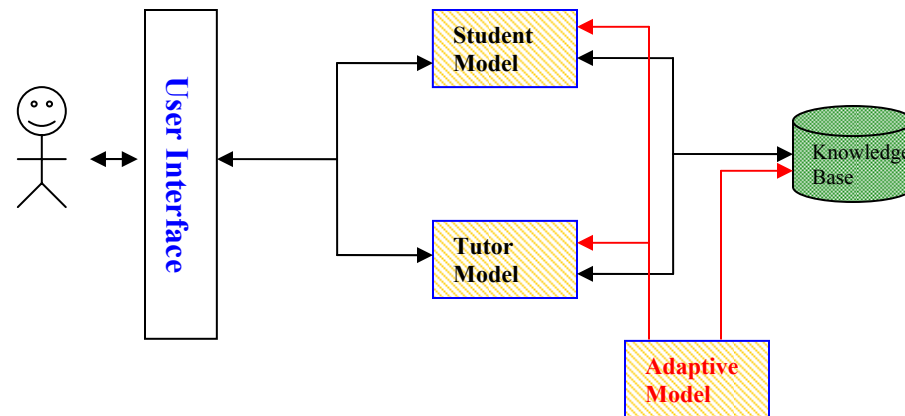 User Interface
Student
Model
Knowledge
Base
Tutor
Model
Adaptive
Model